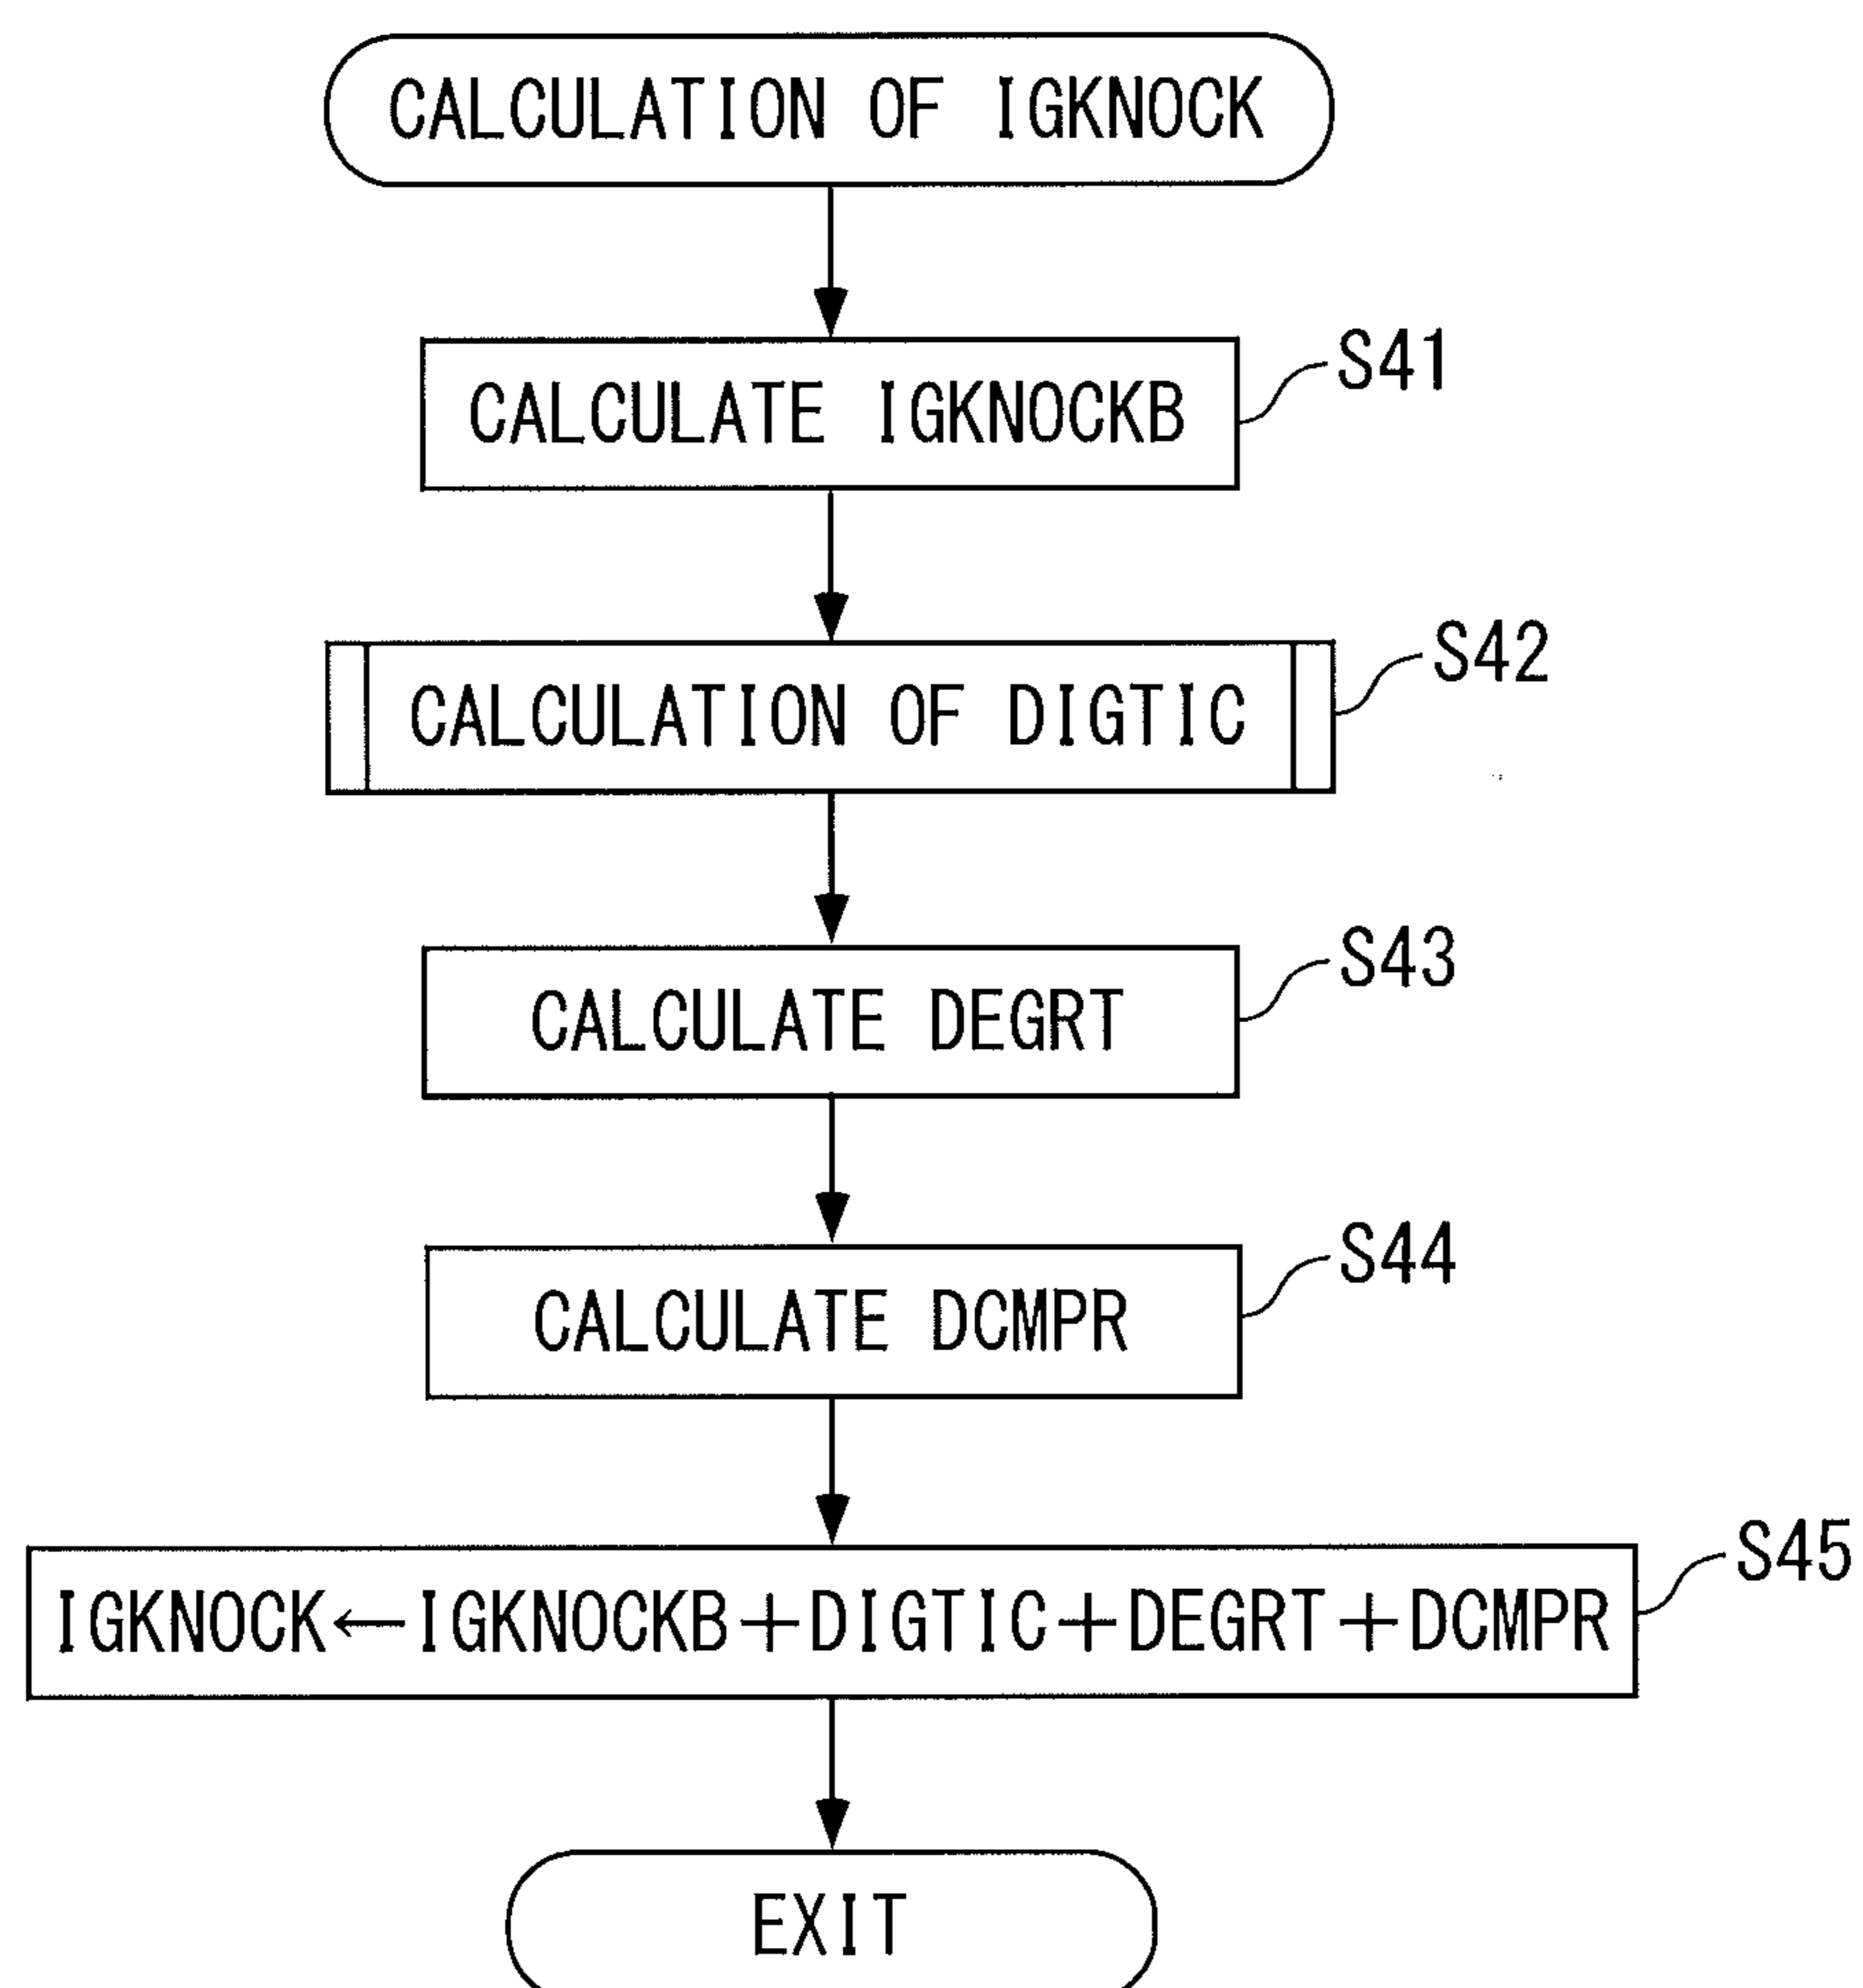 CALCULATION OF IGKNOCK
CALCULATE IGKNOCKB
S41
CALCULATION OF DIGTIC
S42
CALCULATE DEGRT
S43
CALCULATE DCMPR
S44
IGKNOCK←IGKNOCKB+DIGTIC+DEGRT+DCMPR
S45
EXIT